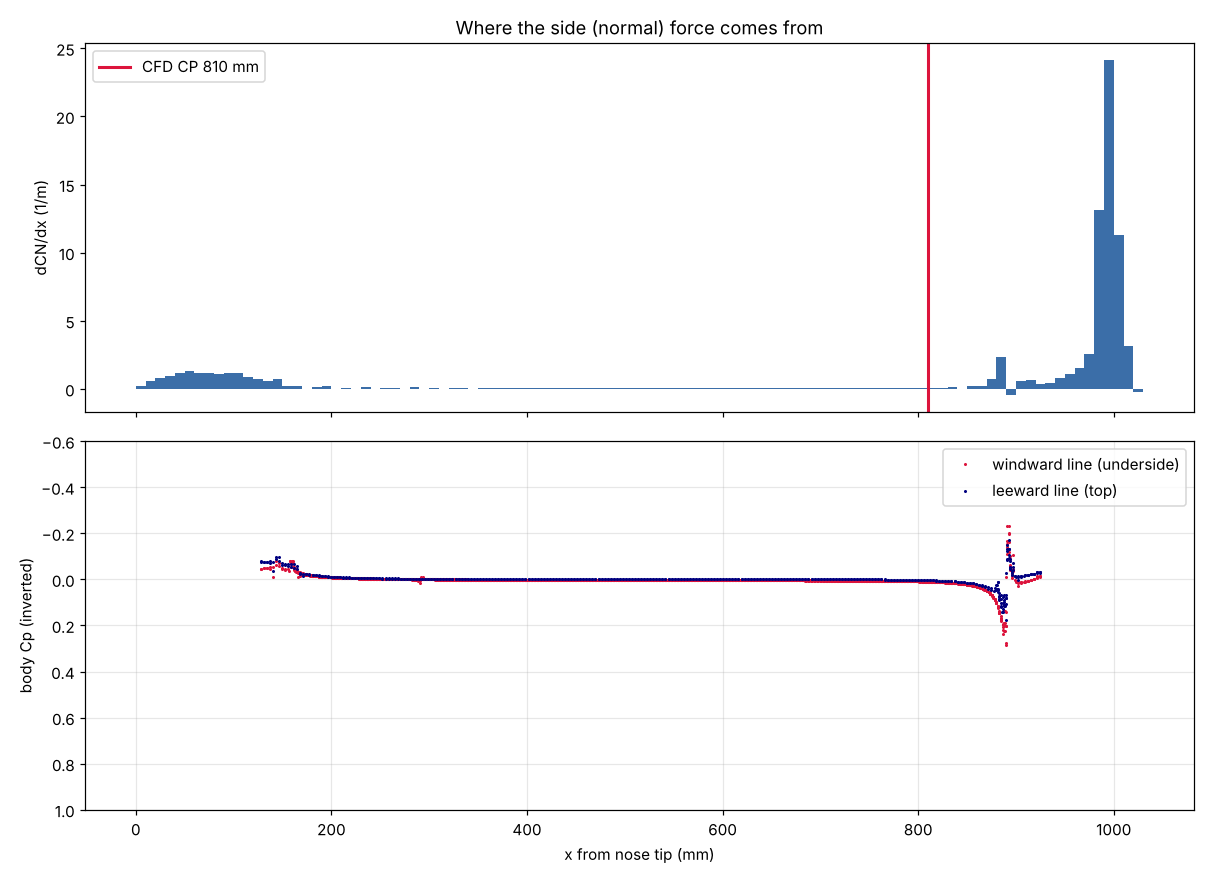 Where the side (normal) force comes from
CFD CP 810 mm
dCN/dx (1/m)
25
20
15
10
5
0
windward line (underside)
leeward line (top)
body Cp (inverted)
−0.6
−0.4
−0.2
0.0
0.2
0.4
0.6
0.8
1.0
0 200 400 600 800 1000
x from nose tip (mm)